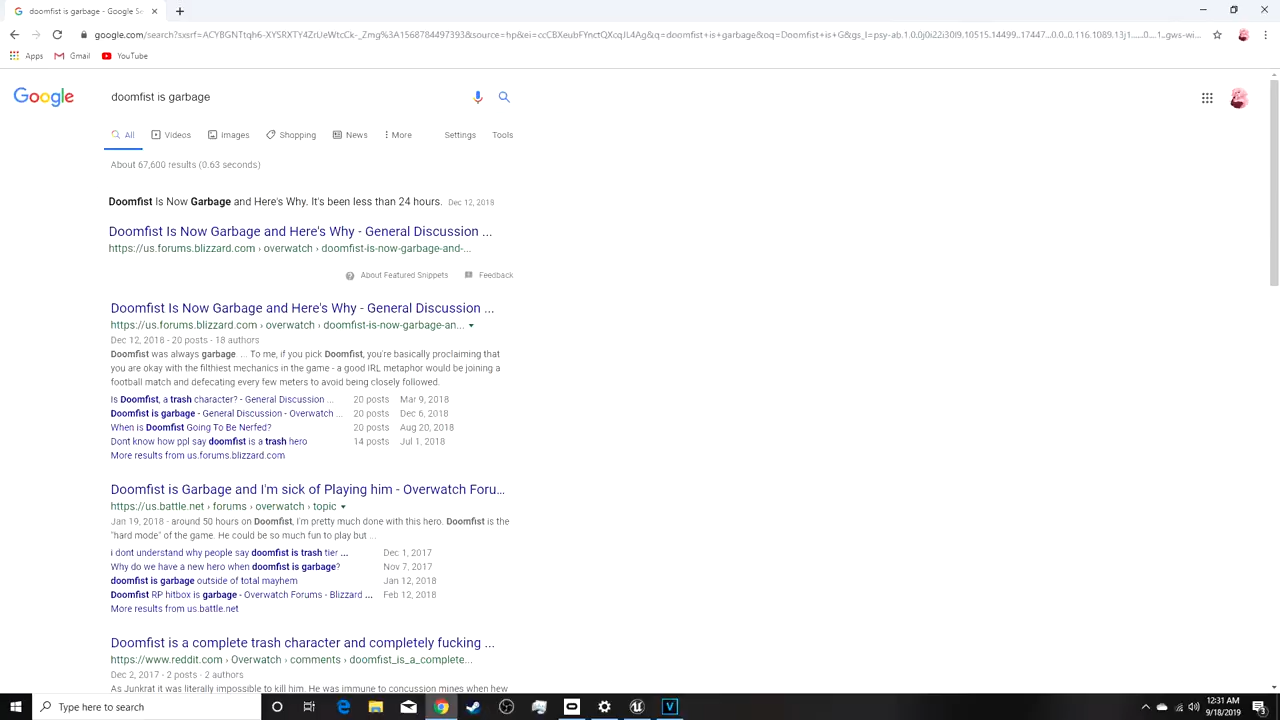 doomfist is garbage - Google Se
google.com/search?sxsrf=ACYBGNTtqh6-XYSRXTY4ZrUeWtcCk-_Zmg%3A1568784497393&source=hp&ei=ccCBXeubFYnctQXcqJL4Ag&q=doomfist+is+garbage&oq=Doomfist+is+G&gs_l=psy-ab.1.0.0j0i22i30l9.10515.14499..17447...0.0..0.116.1089.13j1......0....1..gws-wi...
Apps Gmail YouTube
Google doomfist is garbage
All Videos Images Shopping News More Settings Tools
About 67,600 results (0.63 seconds)
Doomfist Is Now Garbage and Here's Why. It's been less than 24 hours. Dec 12, 2018
Doomfist Is Now Garbage and Here's Why - General Discussion ...
https://us.forums.blizzard.com › overwatch › doomfist-is-now-garbage-and-...
About Featured Snippets Feedback
Doomfist Is Now Garbage and Here's Why - General Discussion ...
https://us.forums.blizzard.com › overwatch › doomfist-is-now-garbage-an...
Dec 12, 2018 - 20 posts - 18 authors
Doomfist was always garbage. ... To me, if you pick Doomfist, you're basically proclaiming that
you are okay with the filthiest mechanics in the game - a good IRL metaphor would be joining a
football match and defecating every few meters to avoid being closely followed.
Is Doomfist, a trash character? - General Discussion ... 20 posts Mar 9, 2018
Doomfist is garbage - General Discussion - Overwatch ... 20 posts Dec 6, 2018
When is Doomfist Going To Be Nerfed? 20 posts Aug 20, 2018
Dont know how ppl say doomfist is a trash hero 14 posts Jul 1, 2018
More results from us.forums.blizzard.com
Doomfist is Garbage and I'm sick of Playing him - Overwatch Foru...
https://us.battle.net › forums › overwatch › topic
Jan 19, 2018 - around 50 hours on Doomfist, I'm pretty much done with this hero. Doomfist is the
"hard mode" of the game. He could be so much fun to play but ...
i dont understand why people say doomfist is trash tier ... Dec 1, 2017
Why do we have a new hero when doomfist is garbage? Nov 7, 2017
doomfist is garbage outside of total mayhem Jan 12, 2018
Doomfist RP hitbox is garbage - Overwatch Forums - Blizzard ... Feb 12, 2018
More results from us.battle.net
Doomfist is a complete trash character and completely fucking ...
https://www.reddit.com › Overwatch › comments › doomfist_is_a_complete...
Dec 2, 2017 - 2 posts - 2 authors
As Junkrat it was literally impossible to kill him. He was immune to concussion mines when hew
Type here to search
12:31 AM
9/18/2019
3